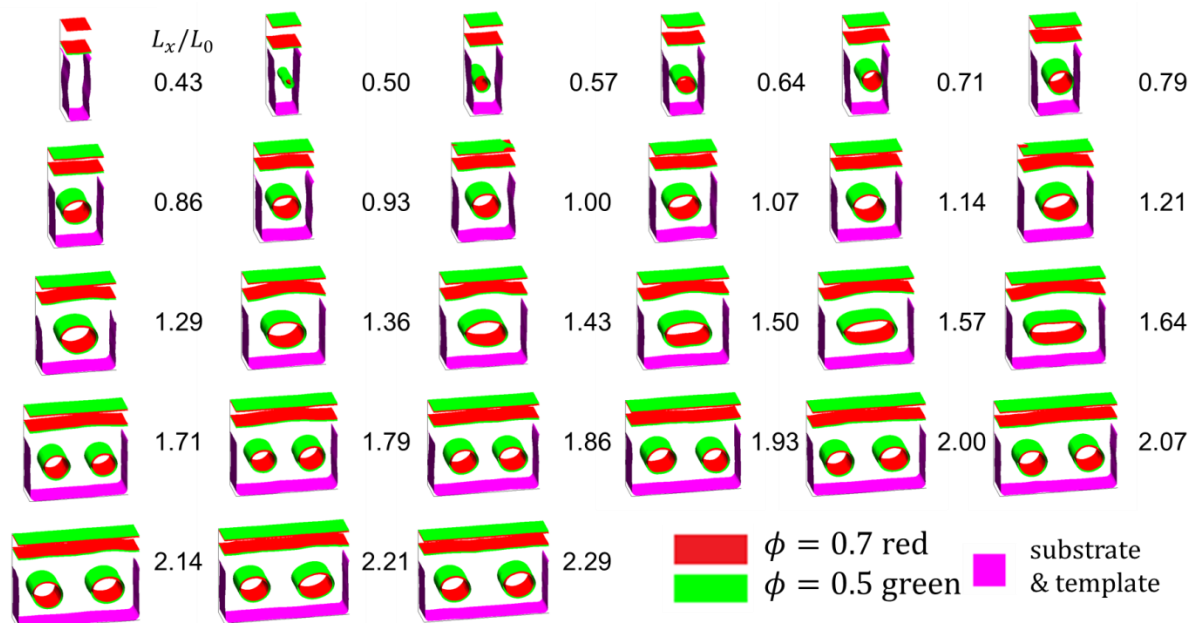 L_x/L_0
0.43 0.50 0.57 0.64 0.71 0.79
0.86 0.93 1.00 1.07 1.14 1.21
1.29 1.36 1.43 1.50 1.57 1.64
1.71 1.79 1.86 1.93 2.00 2.07
2.14 2.21 2.29
ϕ = 0.7 red
ϕ = 0.5 green
substrate
& template